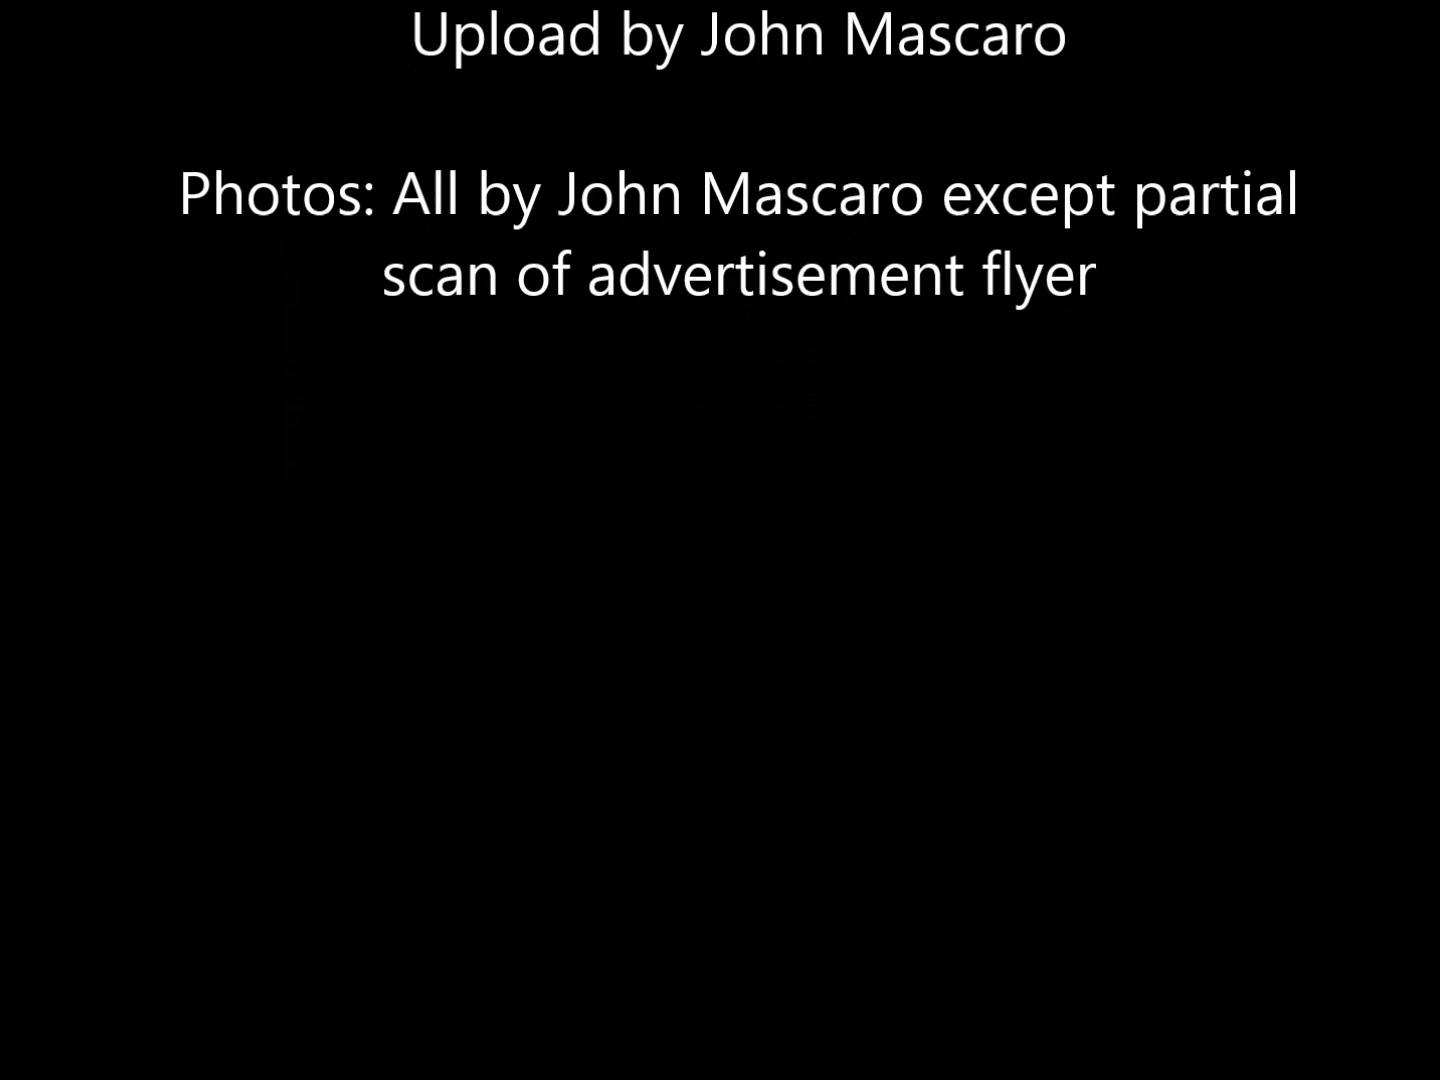 Upload by John Mascaro
Photos: All by John Mascaro except partial
scan of advertisement flyer